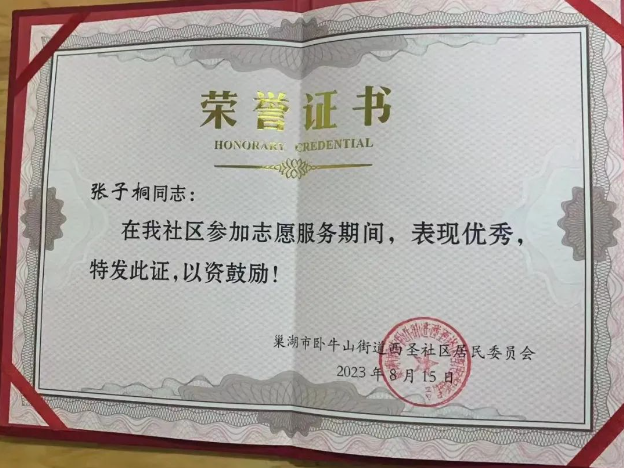 荣誉证书
HONORARY CREDENTIAL
张子桐同志：
在我社区参加志愿服务期间，表现优秀，
特发此证，以资鼓励！
巢湖市卧牛山街道西圣社区居民委员会
2023年8月15日